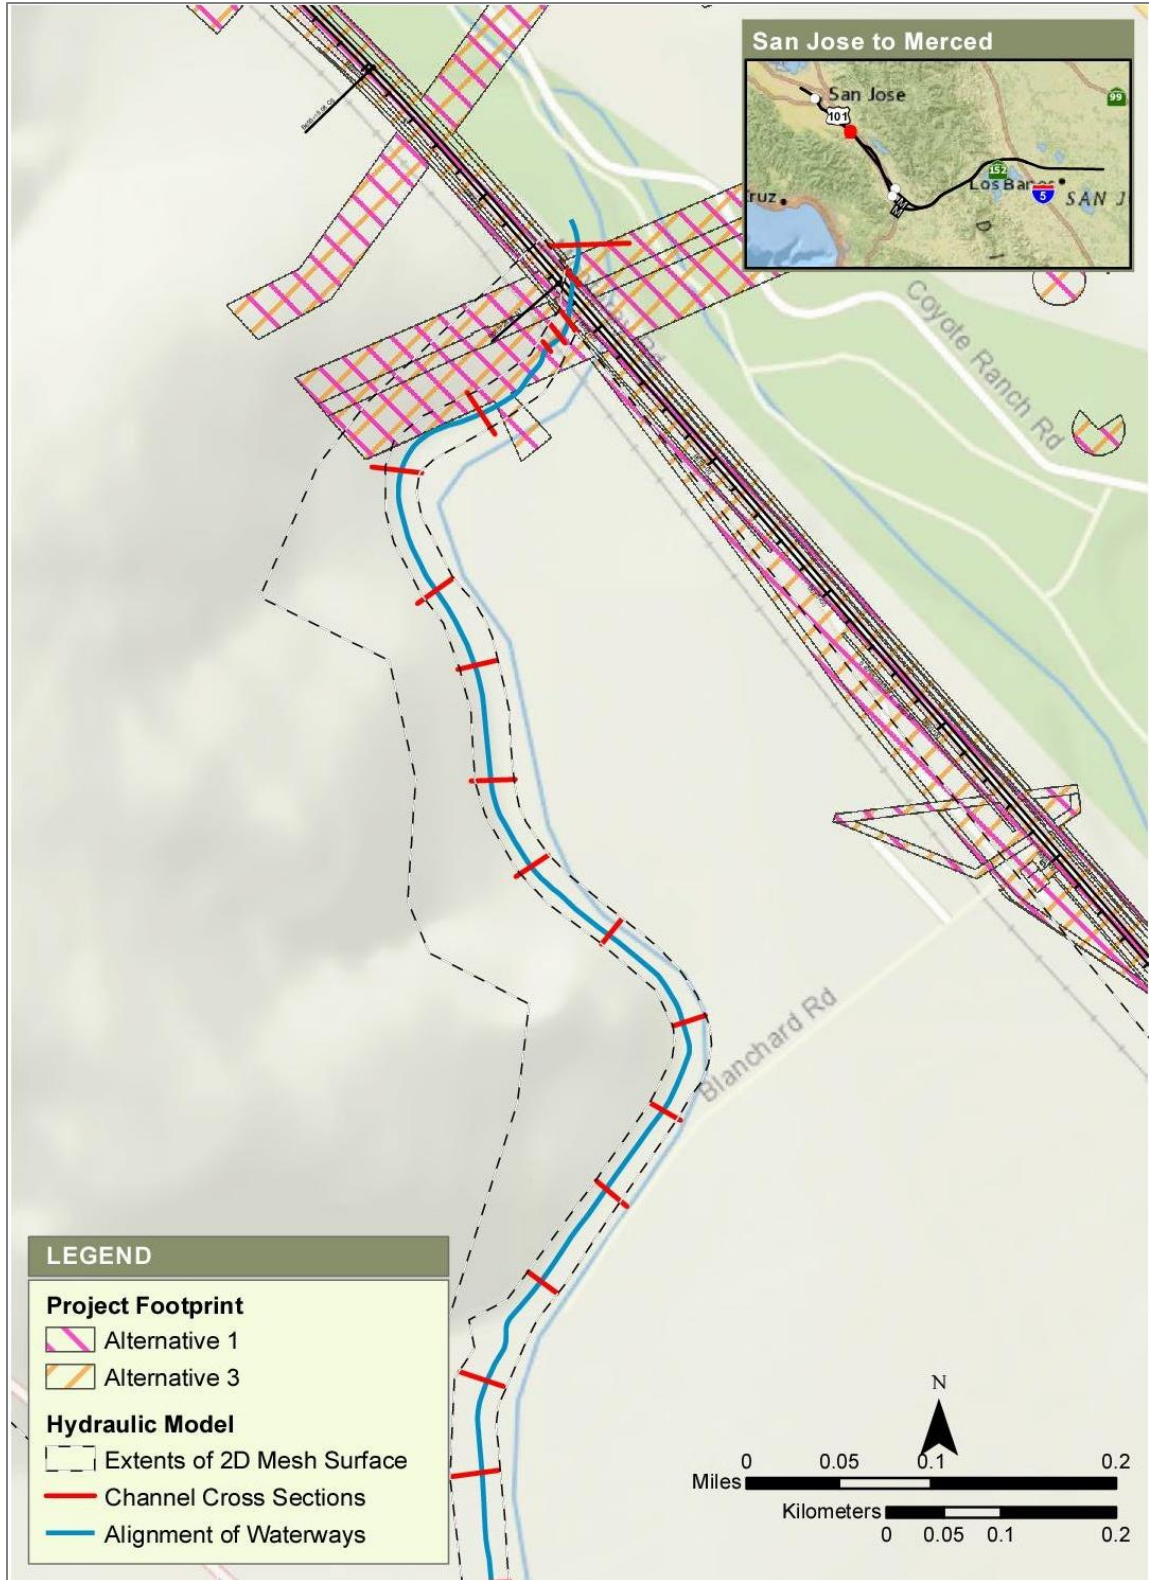 San Jose to Merced
San Jose
101
99
152
Los Banos
5
SAN J
ruz
D
Coyote Ranch Rd
Rd
Blanchard Rd
LEGEND
Project Footprint
Alternative 1
Alternative 3
Hydraulic Model
Extents of 2D Mesh Surface
Channel Cross Sections
Alignment of Waterways
N
0 0.05 0.1 0.2
Miles
Kilometers
0 0.05 0.1 0.2